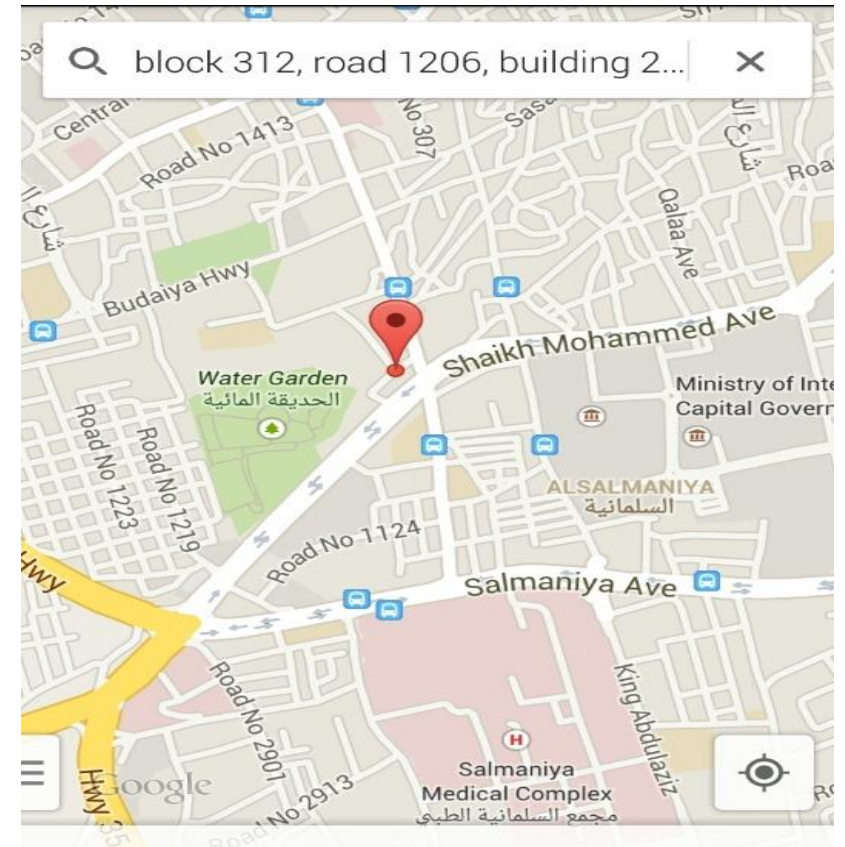 block 312, road 1206, building 2...
Central
Road No 1413
No 307
شارع
Qalaa Ave
شارع
Budaiya Hwy
Shaikh Mohammed Ave
Water Garden
الحديقة المائية
Ministry of Inte
Capital Govern
Road No 1223
Road No 1219
ALSALMANIYA
السلمانية
Road No 1124
Hwy
Salmaniya Ave
Road No 2901
King Abdulaziz
H
Salmaniya
Medical Complex
مجمع السلمانية الطبي
Google
Hwy 35
Road No 2913